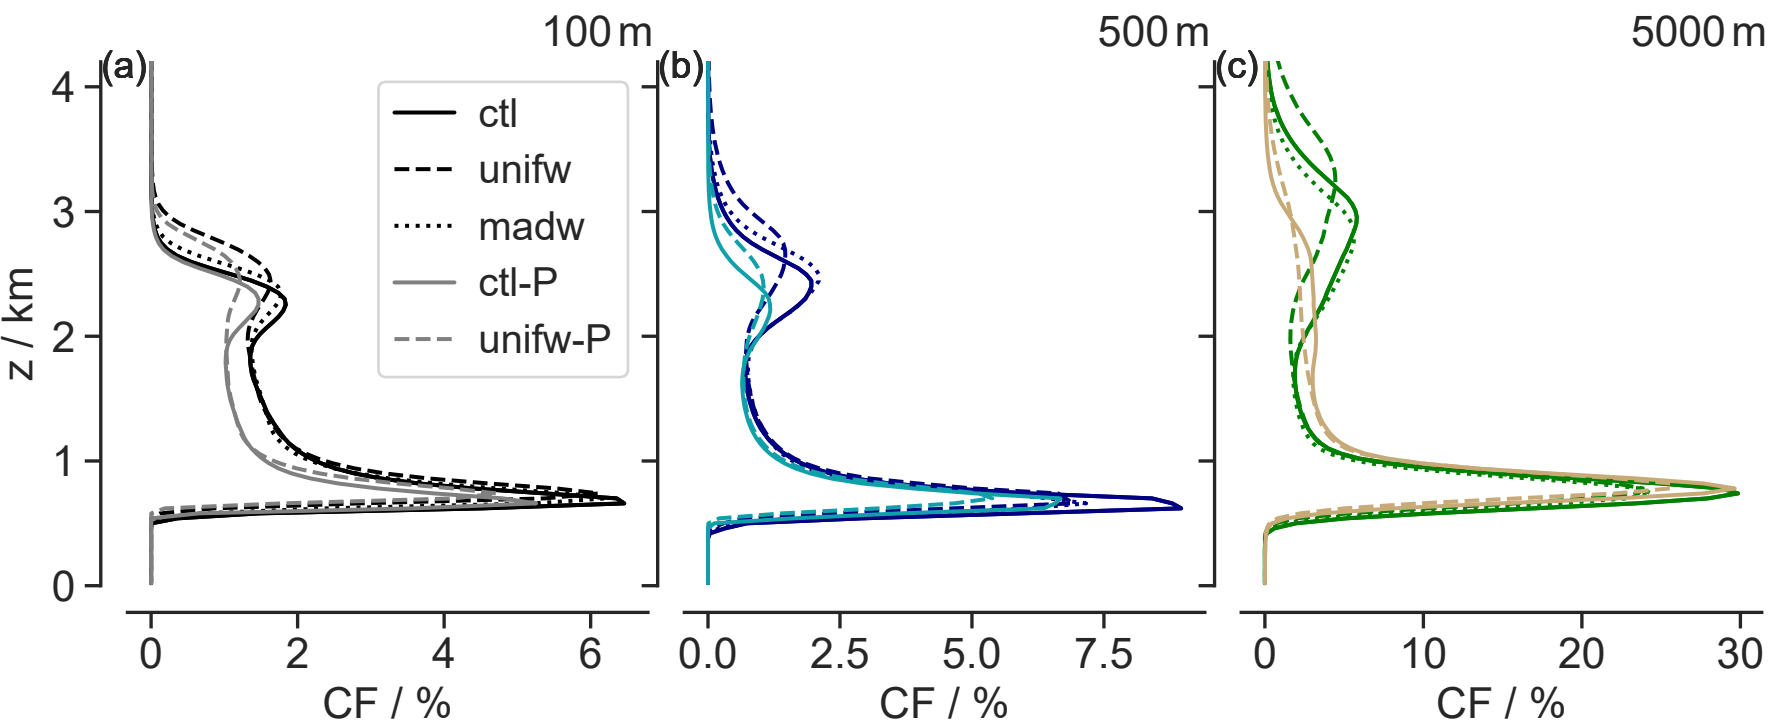 100 m
500 m
5000 m
(a)
(b)
(c)
ctl
unifw
madw
ctl-P
unifw-P
z / km
4
3
2
1
0
0 2 4 6
0.0 2.5 5.0 7.5
0 10 20 30
CF / %
CF / %
CF / %